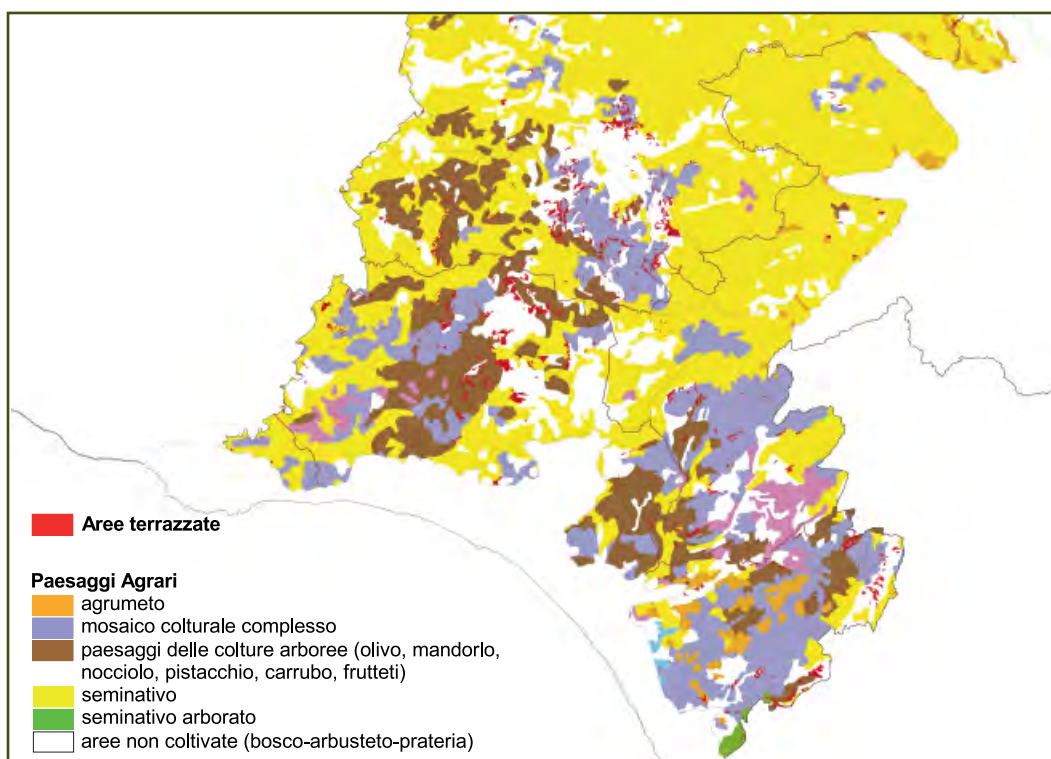 Aree terrazzate
Paesaggi Agrari
agrumeto
mosaico colturale complesso
paesaggi delle colture arboree (olivo, mandorlo,
nocciolo, pistacchio, carrubo, frutteti)
seminativo
seminativo arborato
aree non coltivate (bosco-arbusteto-prateria)